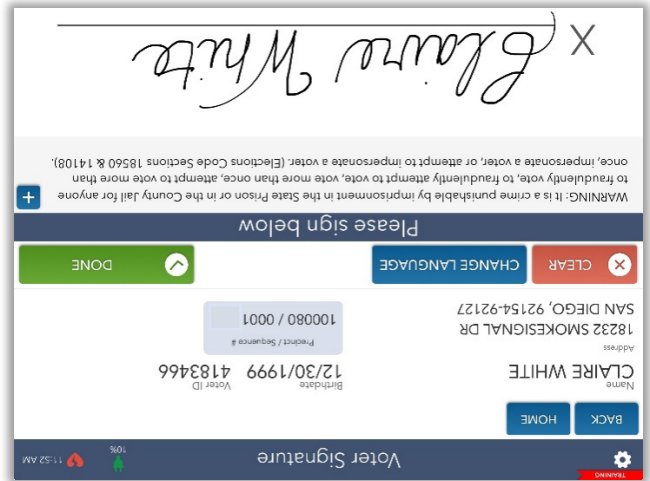 TRAINING
Voter Signature
10%
11:52 AM
BACK
HOME
Name
CLAIRE WHITE
Birthdate
12/30/1999
Voter ID
4183466
Address
18232 SMOKESIGNAL DR
SAN DIEGO, 92154-92127
Precinct / Sequence #
100080 / 0001
CLEAR
CHANGE LANGUAGE
DONE
Please sign below
WARNING: It is a crime punishable by imprisonment in the State Prison or in the County Jail for anyone
to fraudulently vote, to fraudulently attempt to vote, vote more than once, attempt to vote more than
once, impersonate a voter, or attempt to impersonate a voter. (Elections Code Sections 18560 & 14108).
X Claire White